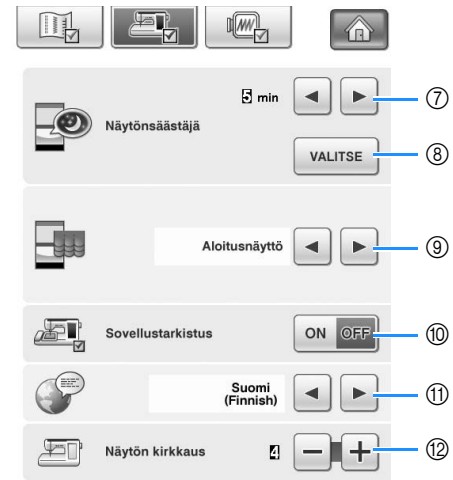 5 min
⑦
Näytönsäästäjä
VALITSE
⑧
Aloitusnäyttö
⑨
Sovellustarkistus
ON OFF
⑩
Suomi
(Finnish)
⑪
Näytön kirkkaus
4
⑫